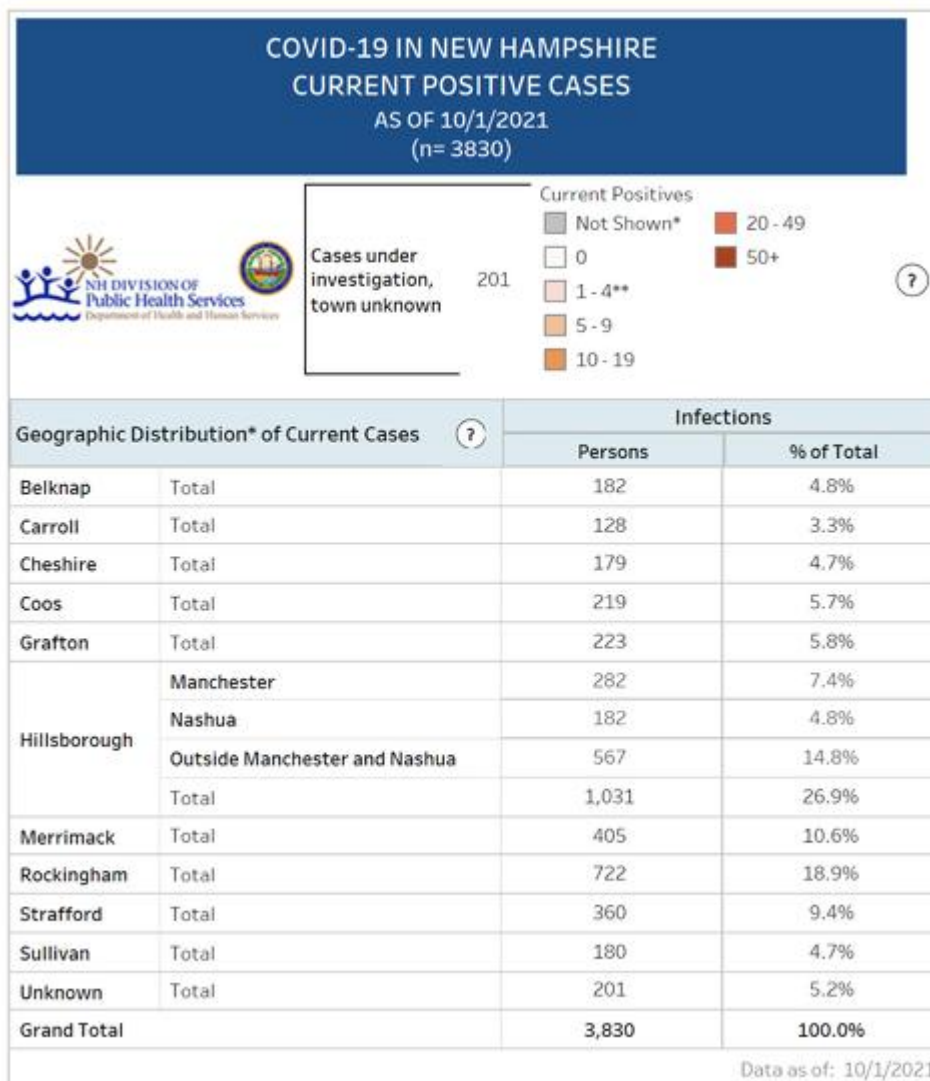 COVID-19 IN NEW HAMPSHIRE
CURRENT POSITIVE CASES
AS OF 10/1/2021
(n= 3830)
NH DIVISION OF
Public Health Services
Department of Health and Human Services
Cases under
investigation,
town unknown
201
Current Positives
Not Shown*
0
1 - 4**
5 - 9
10 - 19
20 - 49
50+
?
Geographic Distribution* of Current Cases ? Infections
Persons % of Total
Belknap Total 182 4.8%
Carroll Total 128 3.3%
Cheshire Total 179 4.7%
Coos Total 219 5.7%
Grafton Total 223 5.8%
Hillsborough
Manchester 282 7.4%
Nashua 182 4.8%
Outside Manchester and Nashua 567 14.8%
Total 1,031 26.9%
Merrimack Total 405 10.6%
Rockingham Total 722 18.9%
Strafford Total 360 9.4%
Sullivan Total 180 4.7%
Unknown Total 201 5.2%
Grand Total 3,830 100.0%
Data as of: 10/1/2021